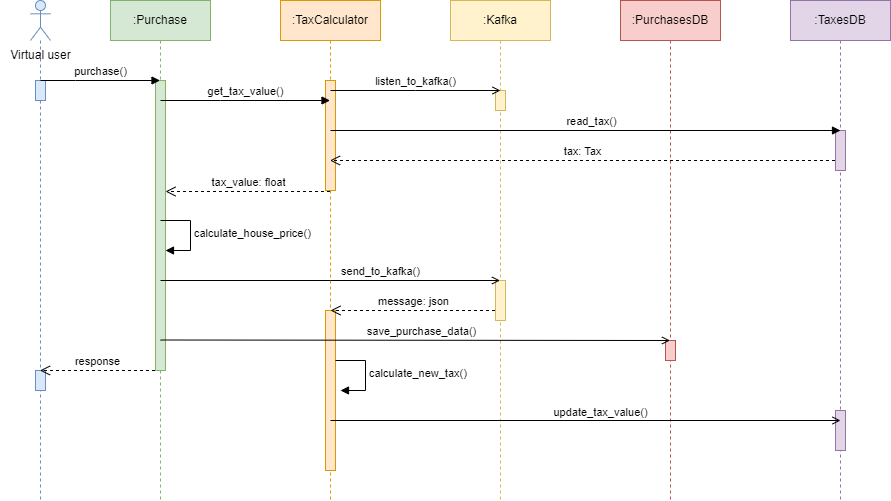 :Purchase
:TaxCalculator
:Kafka
:PurchasesDB
:TaxesDB
Virtual user
purchase()
listen_to_kafka()
get_tax_value()
read_tax()
tax: Tax
tax_value: float
calculate_house_price()
send_to_kafka()
message: json
save_purchase_data()
response
calculate_new_tax()
update_tax_value()